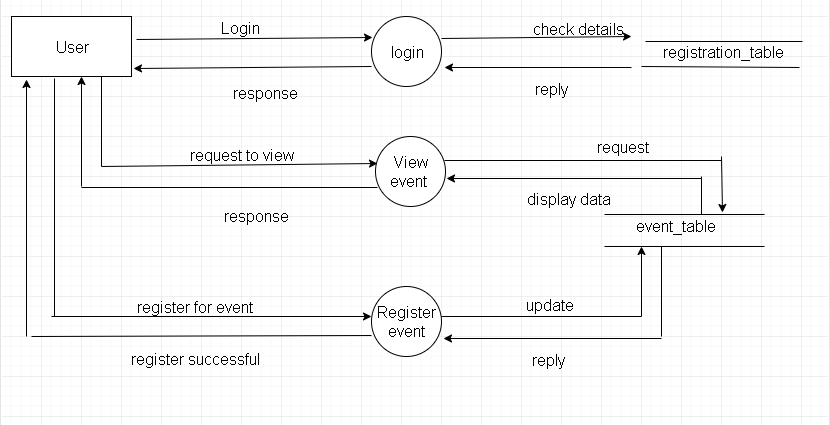 User
Login
login
check details
registration_table
response
reply
request to view
View
event
request
response
display data
event_table
register for event
Register
event
update
register successful
reply